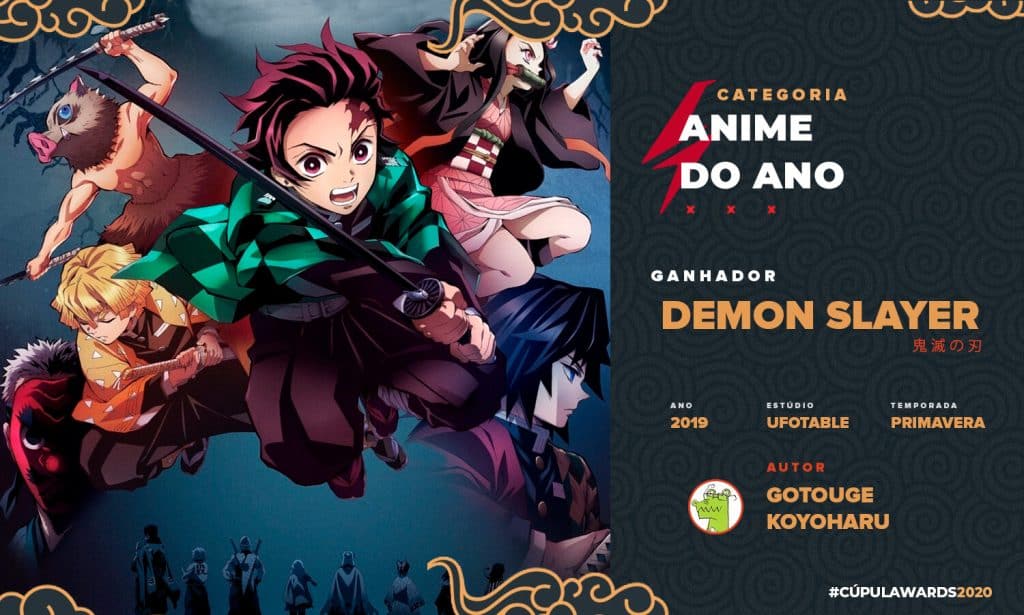 CATEGORIA
ANIME
DO ANO
GANHADOR
DEMON SLAYER
鬼滅の刃
ANO
2019
ESTÚDIO
UFOTABLE
TEMPORADA
PRIMAVERA
AUTOR
GOTOUGE
KOYOHARU
#CÚPULAWARDS2020